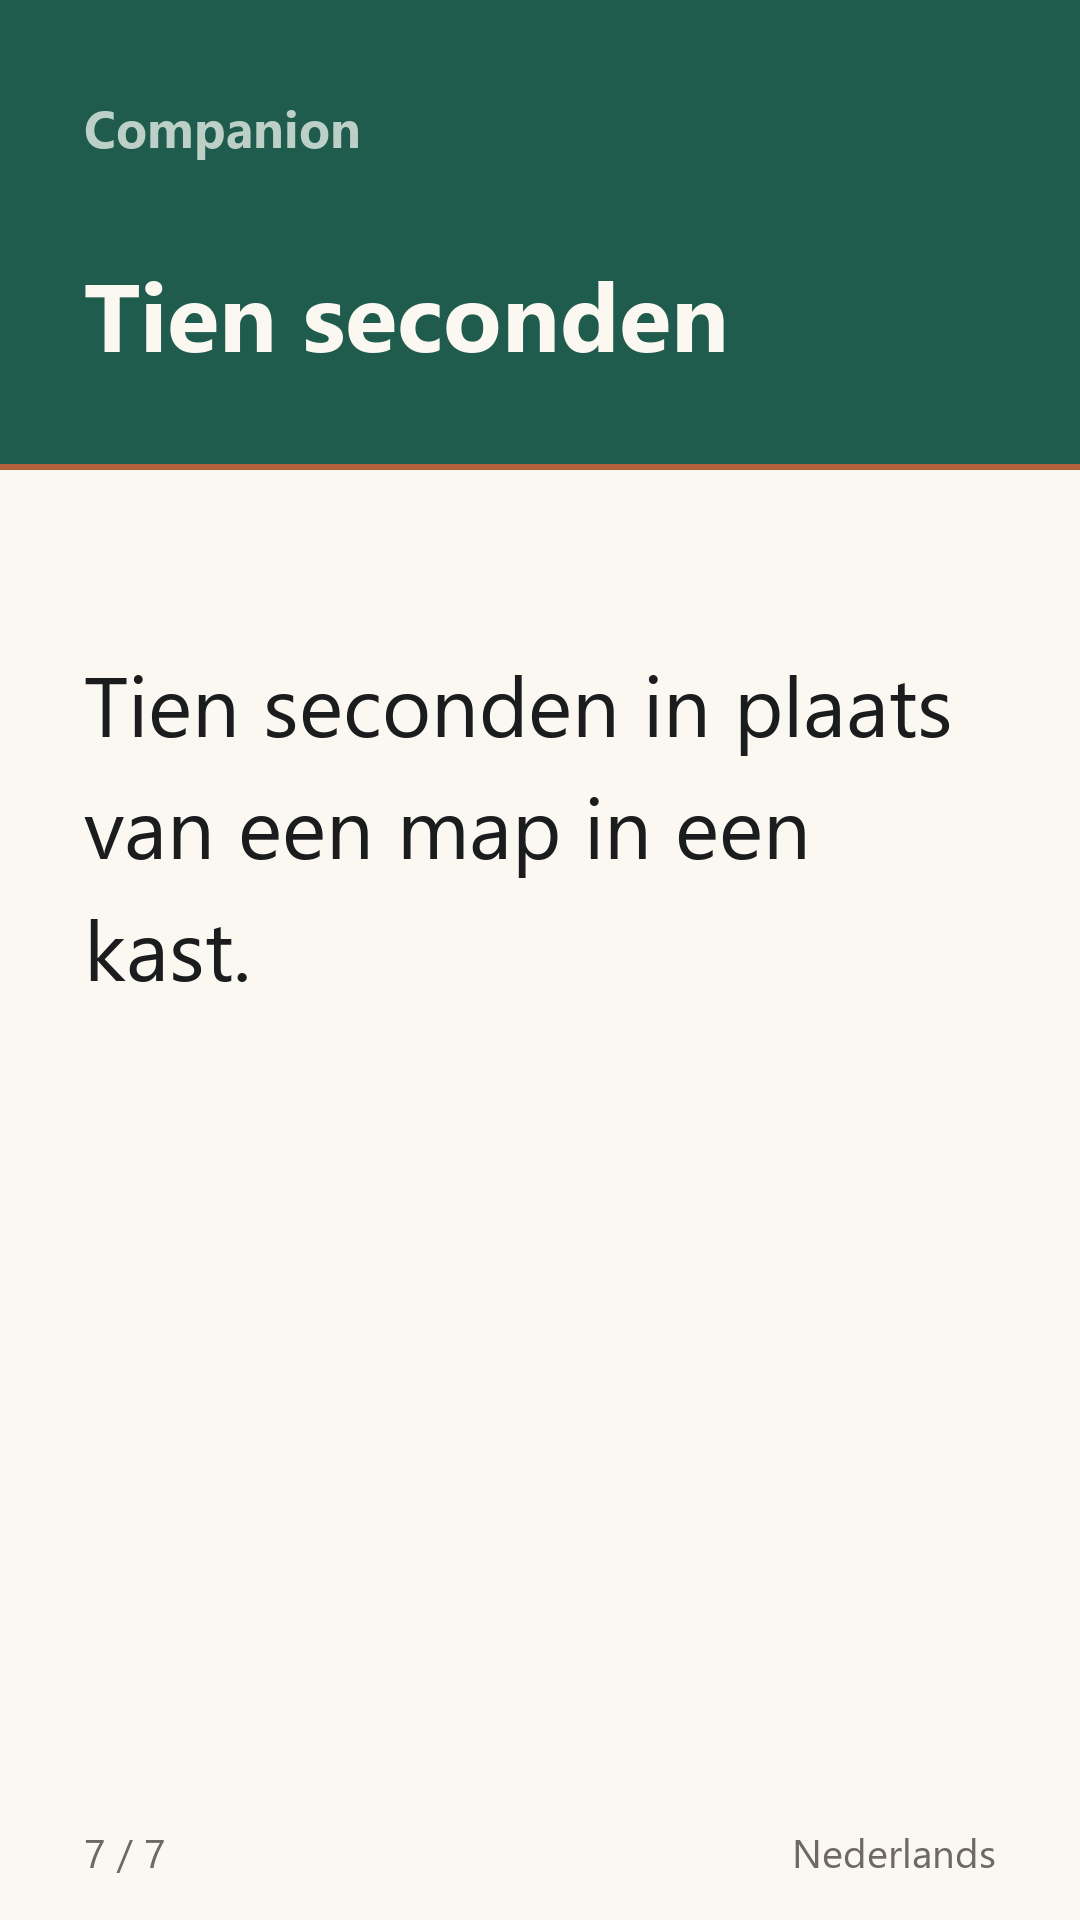 Companion
Tien seconden
Tien seconden in plaats
van een map in een
kast.
7 / 7
Nederlands